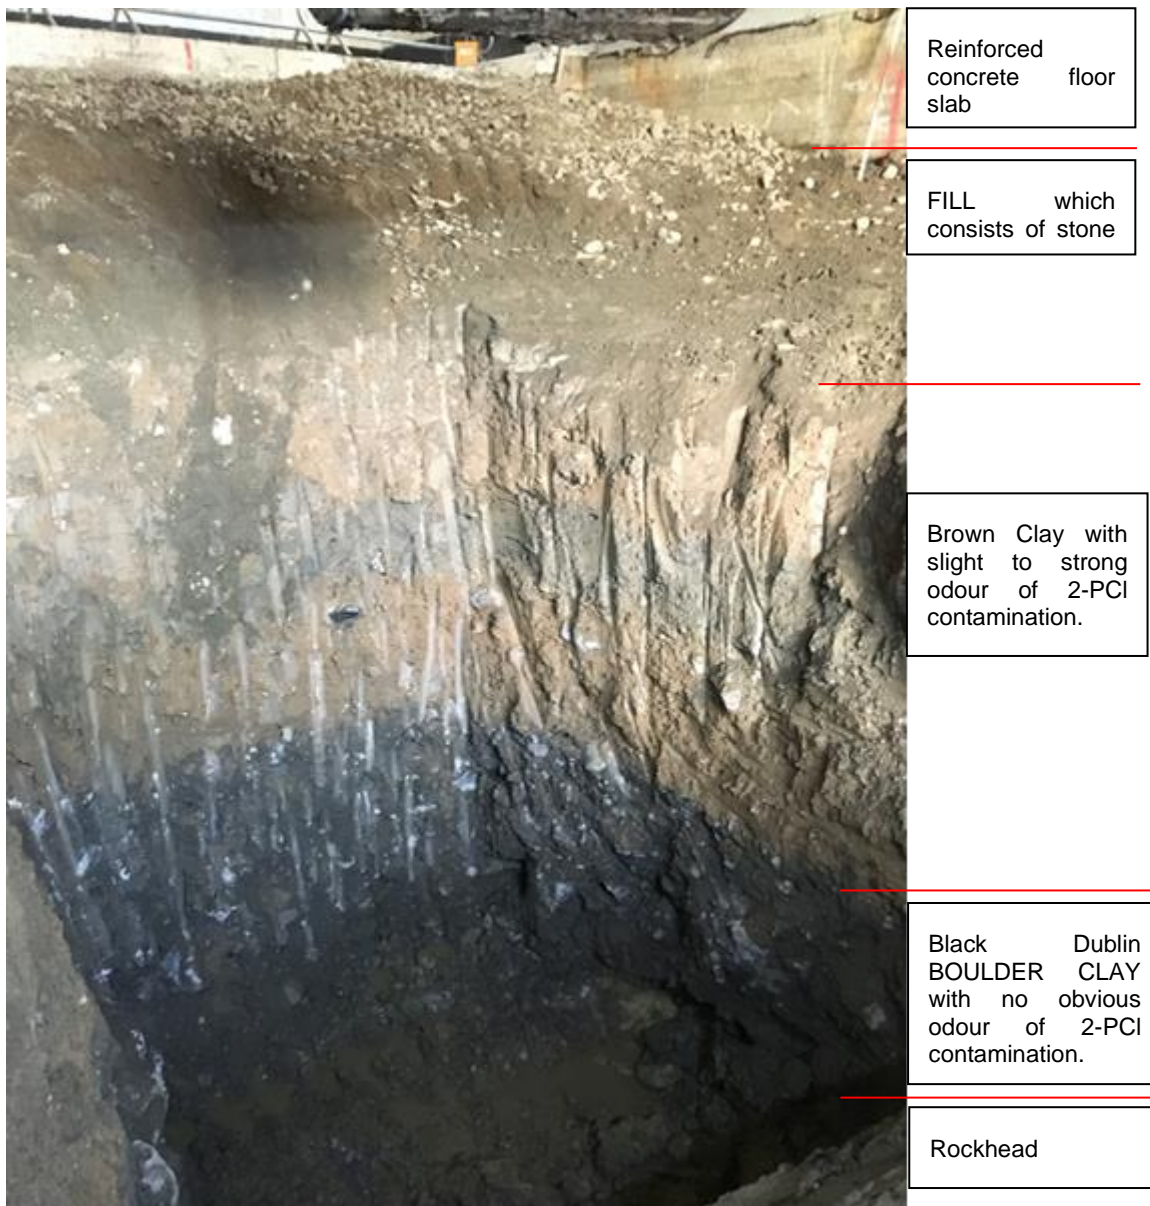 Reinforced
concrete floor
slab
FILL which
consists of stone
Brown Clay with
slight to strong
odour of 2-PCl
contamination.
Black Dublin
BOULDER CLAY
with no obvious
odour of 2-PCl
contamination.
Rockhead